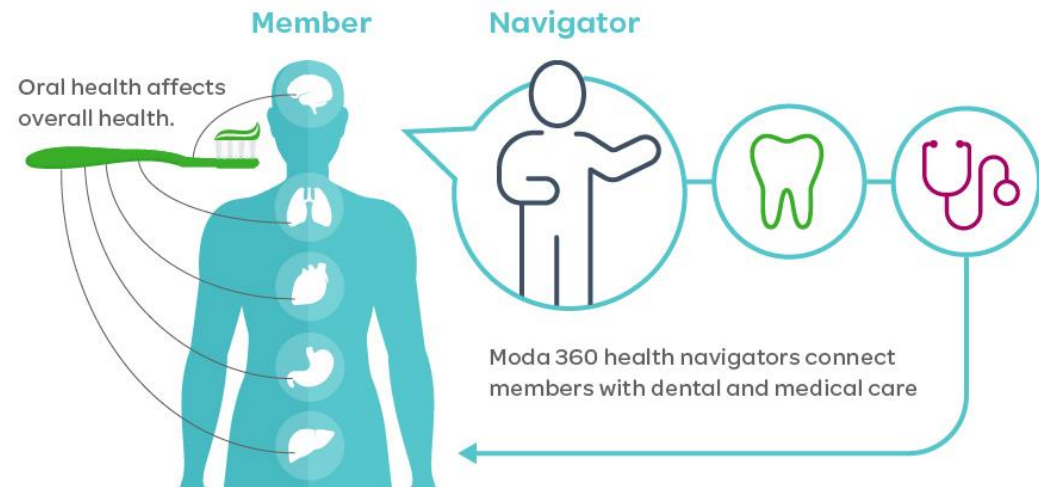 Member
Navigator
Oral health affects
overall health.
Moda 360 health navigators connect
members with dental and medical care